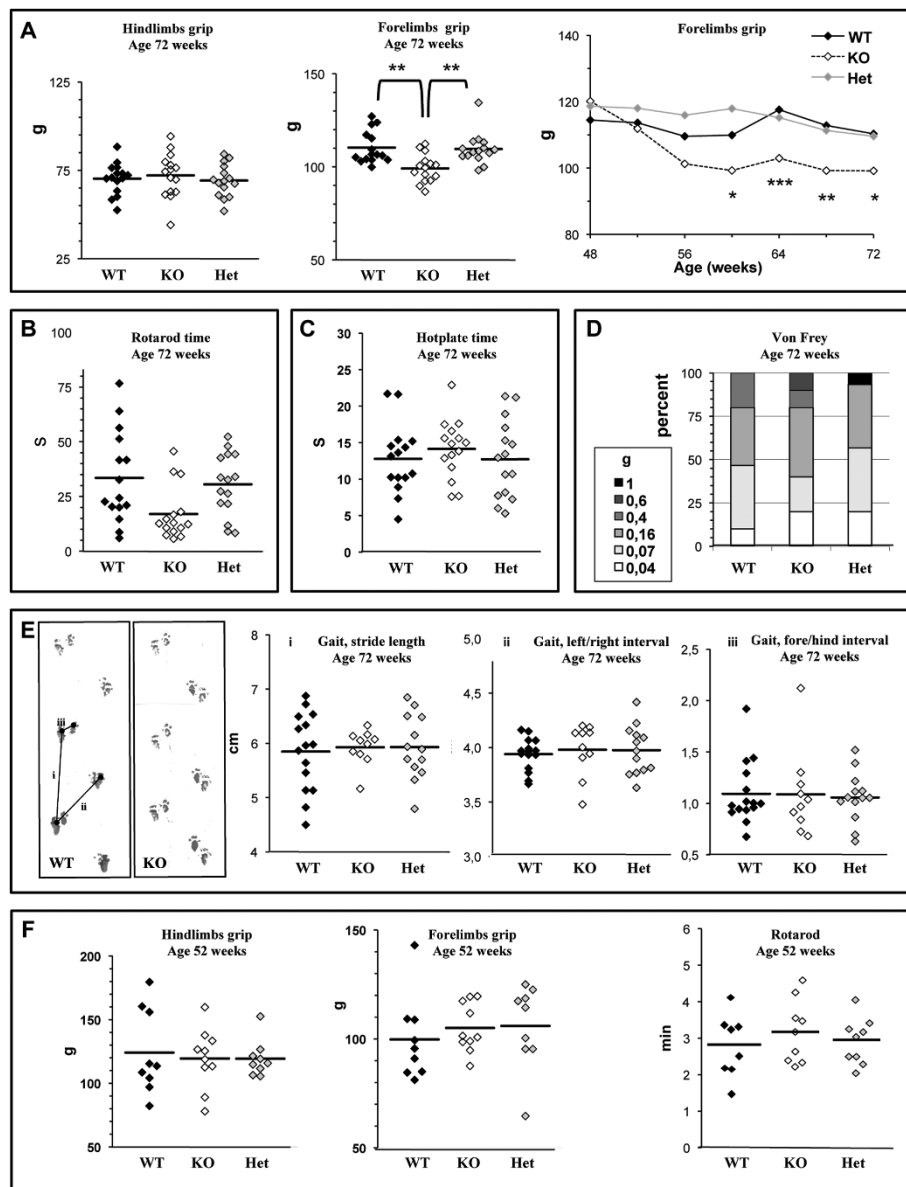 A
Hindlimbs grip
Age 72 weeks
125
75
25
g
WT KO Het
Forelimbs grip
Age 72 weeks
** **
150
100
50
g
WT KO Het
Forelimbs grip
WT
KO
Het
120
100
80
g
* *** ** *
48 56 64 72
Age (weeks)
B
Rotarod time
Age 72 weeks
100
75
50
25
0
S
WT KO Het
C
Hotplate time
Age 72 weeks
30
25
20
15
10
5
0
S
WT KO Het
D
Von Frey
Age 72 weeks
percent
100
50
0
g
1
0,6
0,4
0,16
0,07
0,04
WT KO Het
E
iii
i
ii
WT
KO
i Gait, stride length
Age 72 weeks
8
7
6
5
4
cm
WT KO Het
ii Gait, left/right interval
Age 72 weeks
5,0
4,5
4,0
3,5
3,0
WT KO Het
iii Gait, fore/hind interval
Age 72 weeks
2,5
2,0
1,5
1,0
0,5
WT KO Het
F
Hindlimbs grip
Age 52 weeks
200
150
100
50
g
WT KO Het
Forelimbs grip
Age 52 weeks
150
100
50
g
WT KO Het
Rotarod
Age 52 weeks
6
5
4
3
2
1
0
min
WT KO Het